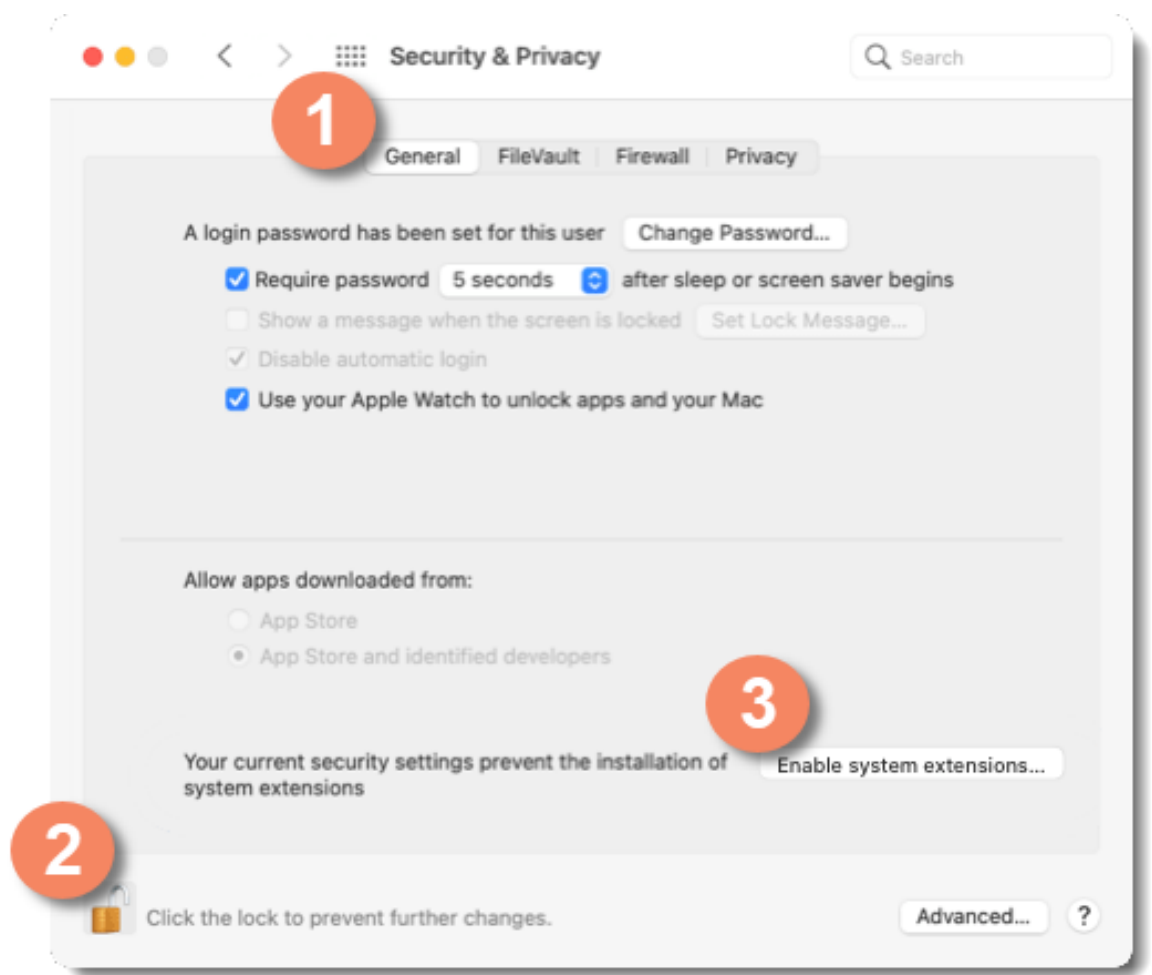 Security & Privacy
Search
1
General FileVault Firewall Privacy
A login password has been set for this user Change Password...
Require password 5 seconds after sleep or screen saver begins
Show a message when the screen is locked Set Lock Message...
Disable automatic login
Use your Apple Watch to unlock apps and your Mac
Allow apps downloaded from:
App Store
App Store and identified developers
3
Your current security settings prevent the installation of
system extensions
Enable system extensions...
2
Click the lock to prevent further changes.
Advanced... ?